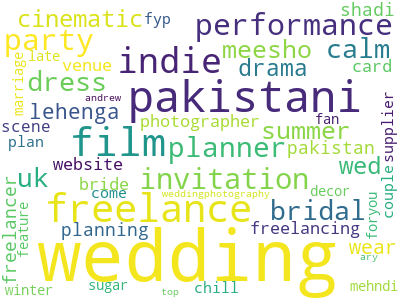 shadi
cinematic fyp performance
party indie meesho calm
late venue drama card
marriage dress pakistani
andrew
lehenga photographer fan supplier
scene film planner summer
plan website pakistan
uk bride invitation wed
come weddingphotography decor couple
freelancer feature freelance bridal foryou
planning freelancing
wedding wear
ary
winter sugar chill mehndi
top